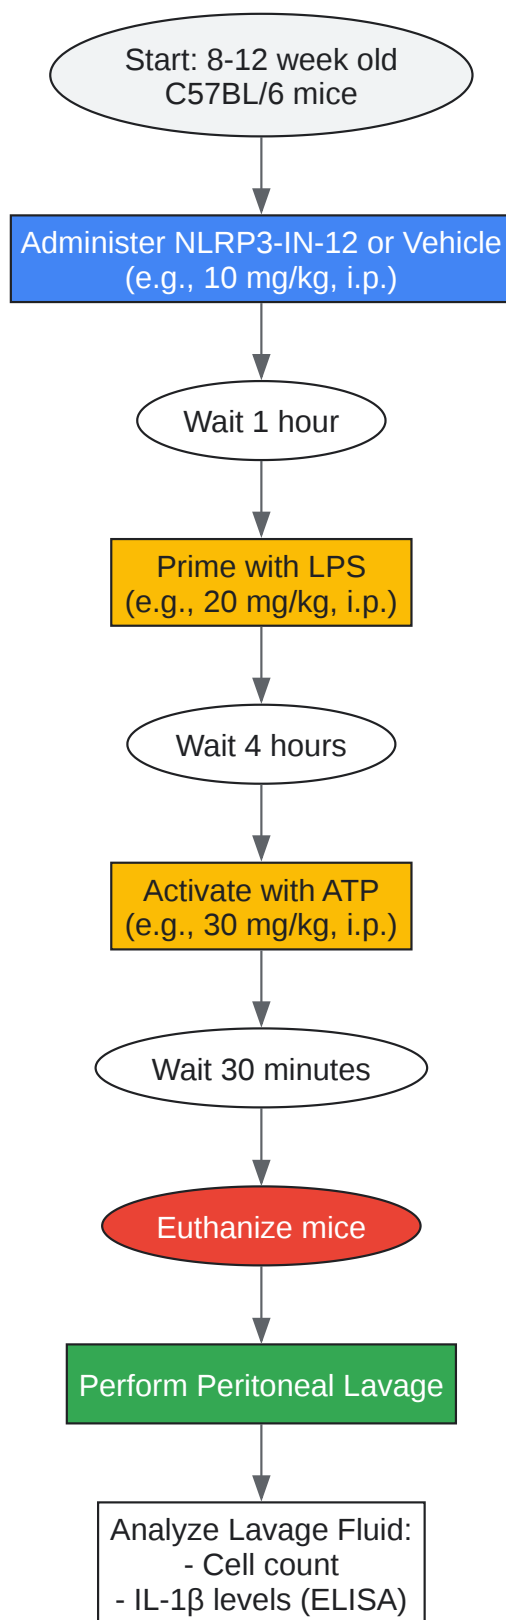 Start: 8-12 week old
C57BL/6 mice
Administer NLRP3-IN-12 or Vehicle
(e.g., 10 mg/kg, i.p.)
Wait 1 hour
Prime with LPS
(e.g., 20 mg/kg, i.p.)
Wait 4 hours
Activate with ATP
(e.g., 30 mg/kg, i.p.)
Wait 30 minutes
Euthanize mice
Perform Peritoneal Lavage
Analyze Lavage Fluid:
- Cell count
- IL-1β levels (ELISA)